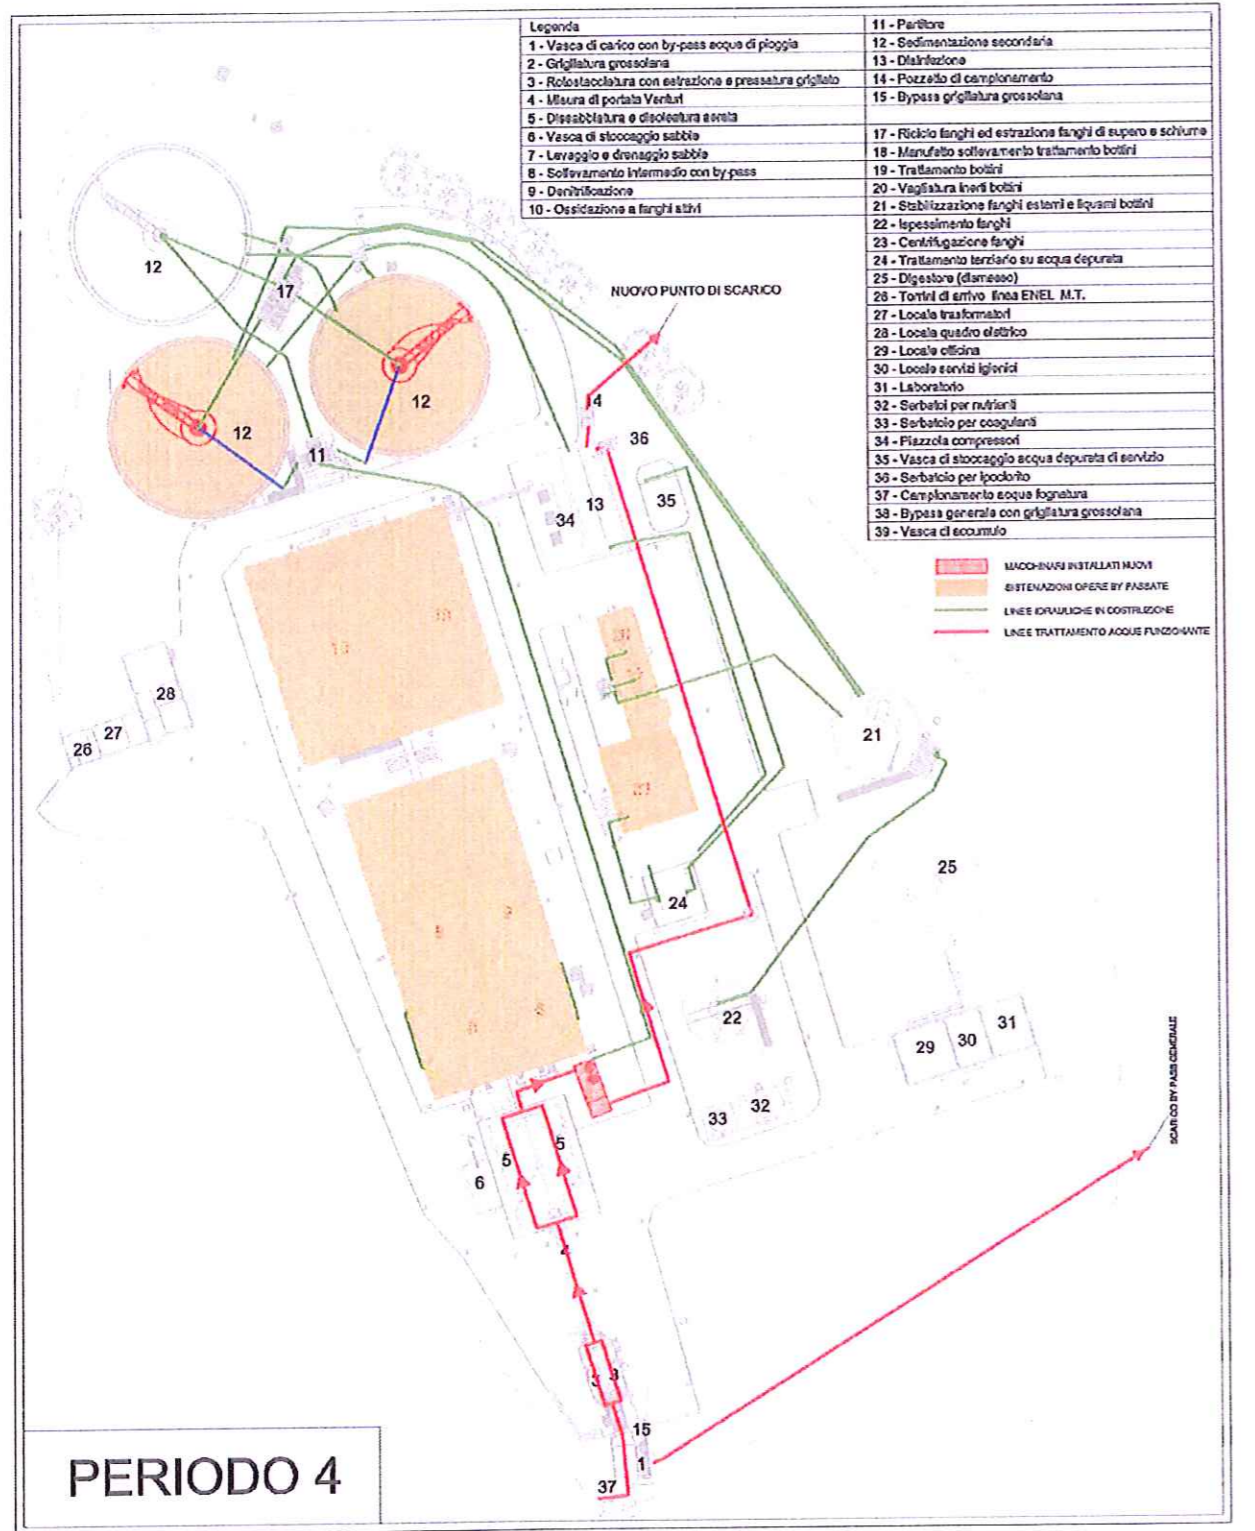 Legenda
1 - Vasca di carico con by-pass acque di pioggia
2 - Grigliatura grossolana
3 - Rotostacciatura con estrazione e pressatura grigliato
4 - Misura di portata Venturi
5 - Dissabbiatura e disoleatura aerata
6 - Vasca di stoccaggio sabbie
7 - Lavaggio e drenaggio sabbie
8 - Sollevamento intermedio con by-pass
9 - Denitrificazione
10 - Ossidazione a fanghi attivi
11 - Partitore
12 - Sedimentazione secondaria
13 - Disinfezione
14 - Pozzetto di campionamento
15 - Bypass grigliatura grossolana
17 - Riciclo fanghi ed estrazione fanghi di supero e schiume
18 - Manufatto sollevamento trattamento bottini
19 - Trattamento bottini
20 - Vagliatura inerti bottini
21 - Stabilizzazione fanghi esterni e liquami bottini
22 - Ispessimento fanghi
23 - Centrifugazione fanghi
24 - Trattamento terziario su acqua depurata
25 - Digestore (dismesso)
26 - Torrini di arrivo linea ENEL M.T.
27 - Locale trasformatori
28 - Locale quadro elettrico
29 - Locale officina
30 - Locale servizi igienici
31 - Laboratorio
32 - Serbatoi per nutrienti
33 - Serbatoio per coagulanti
34 - Piazzola compressori
35 - Vasca di stoccaggio acqua depurata di servizio
36 - Serbatoio per ipoclorito
37 - Campionamento acque fognatura
38 - Bypass generale con grigliatura grossolana
39 - Vasca di accumulo
MACCHINARI INSTALLATI NUOVI
SISTEMAZIONI OPERE BY PASSATE
LINEE IDRAULICHE IN COSTRUZIONE
LINEE TRATTAMENTO ACQUE FUNZIONANTE
NUOVO PUNTO DI SCARICO
12
17
12
12
4
36
11
13
35
34
28
27
26
21
24
25
9
22
29
30
31
33
32
5
5
6
3
15
1
37
SCARICO BY PASS GENERALE
PERIODO 4